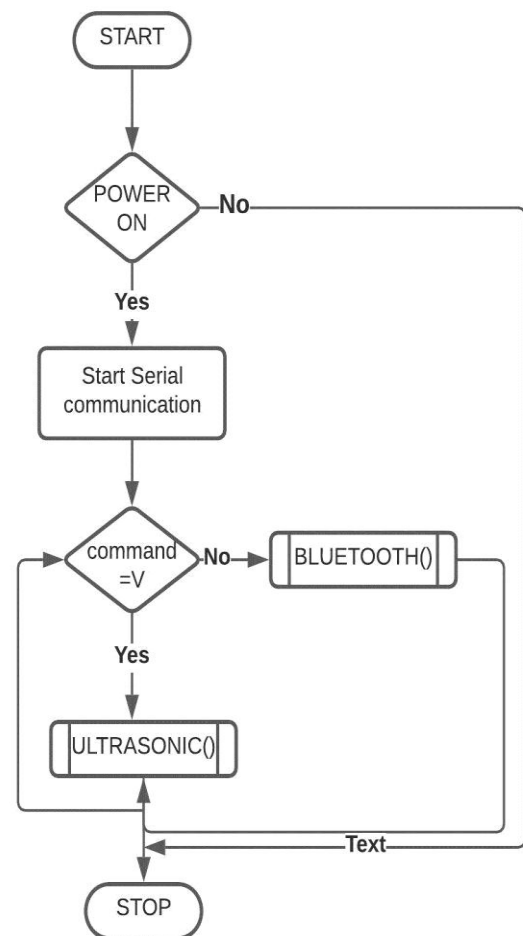 START
POWER
ON
No
Yes
Start Serial
communication
command
=V
No
BLUETOOTH()
Yes
ULTRASONIC()
Text
STOP